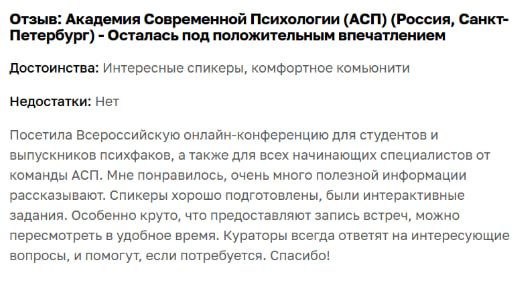 Отзыв: Академия Современной Психологии (АСП) (Россия, Санкт-
Петербург) - Осталась под положительным впечатлением
Достоинства: Интересные спикеры, комфортное комьюнити
Недостатки: Нет
Посетила Всероссийскую онлайн-конференцию для студентов и
выпускников психфаков, а также для всех начинающих специалистов от
команды АСП. Мне понравилось, очень много полезной информации
рассказывают. Спикеры хорошо подготовлены, были интерактивные
задания. Особенно круто, что предоставляют запись встреч, можно
пересмотреть в удобное время. Кураторы всегда ответят на интересующие
вопросы, и помогут, если потребуется. Спасибо!